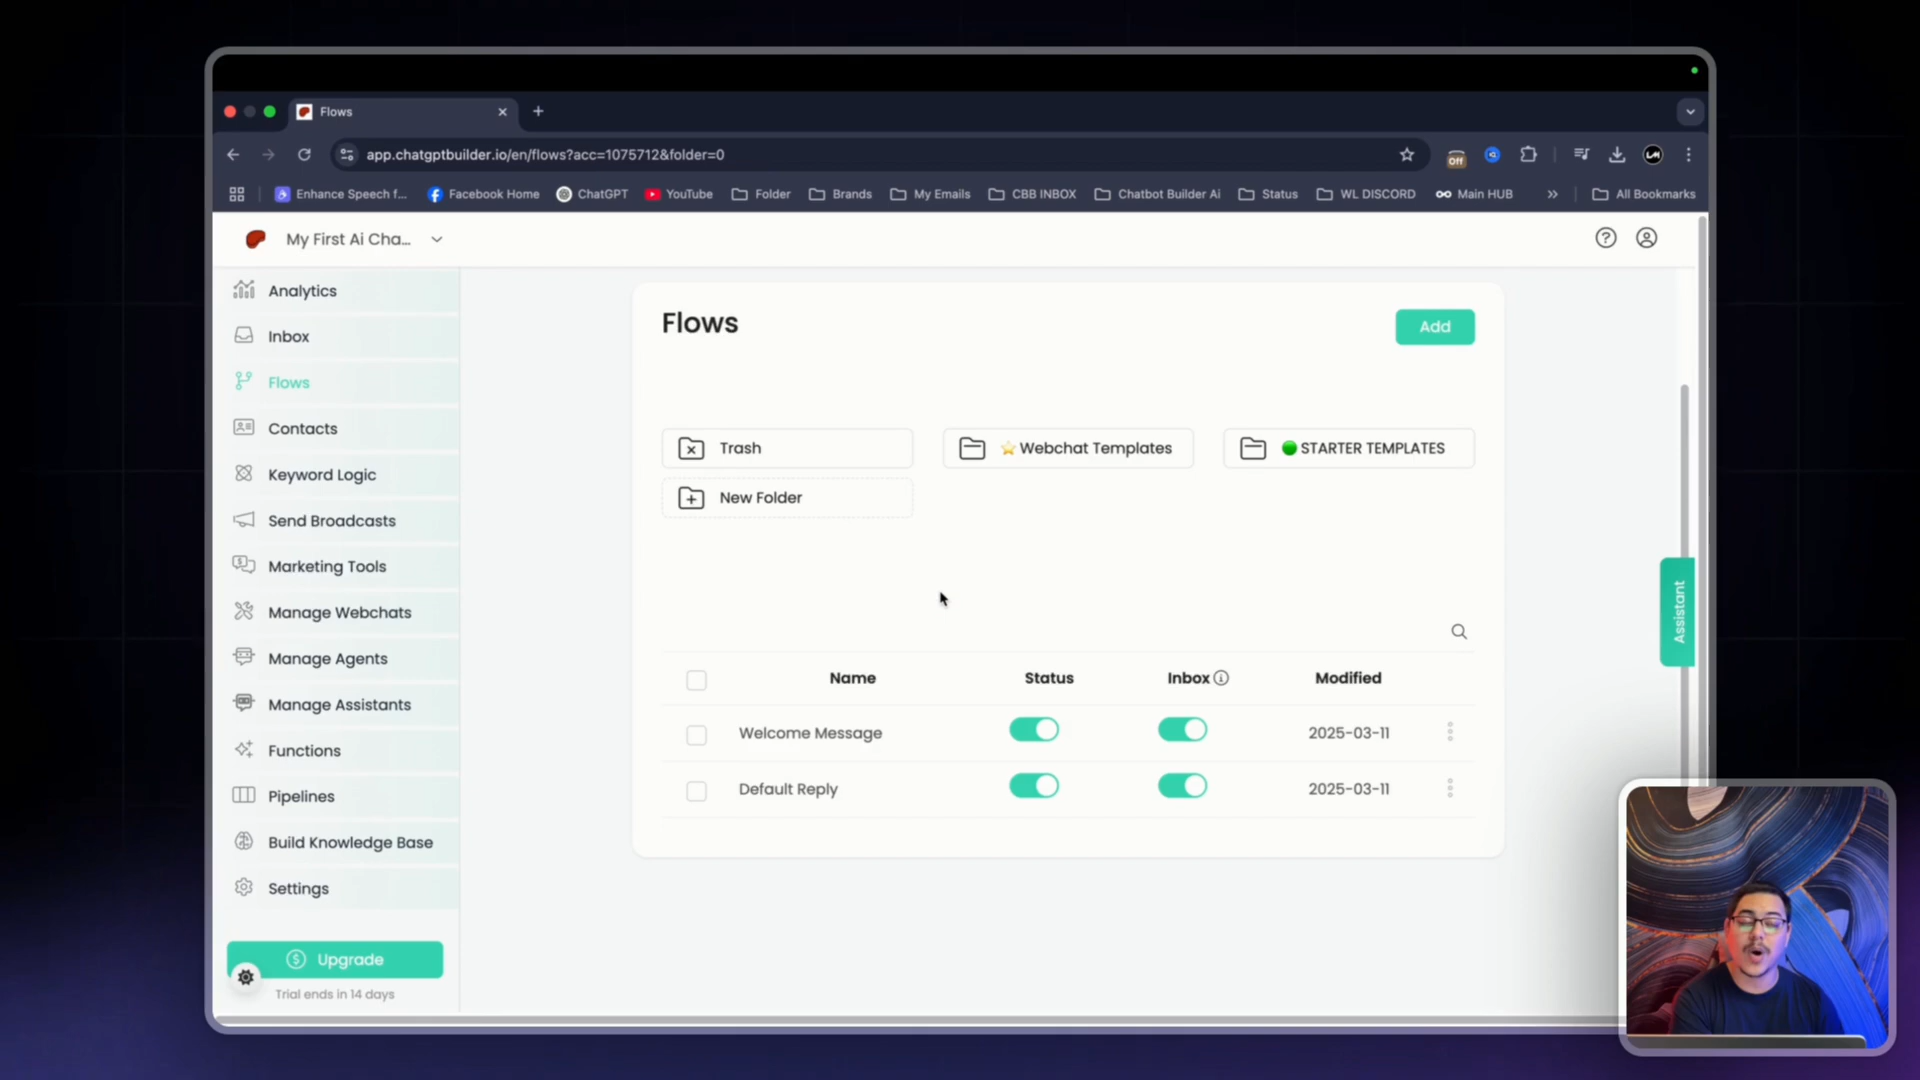 Flows
app.chatgptbuilder.io/en/flows?acc=1075712&folder=0
Off
Enhance Speech f... Facebook Home ChatGPT YouTube Folder Brands My Emails CBB INBOX Chatbot Builder Ai Status WL DISCORD Main HUB » All Bookmarks
My First Ai Cha...
Analytics
Inbox
Flows
Contacts
Keyword Logic
Send Broadcasts
Marketing Tools
Manage Webchats
Manage Agents
Manage Assistants
Functions
Pipelines
Build Knowledge Base
Settings
Upgrade
Trial ends in 14 days
Flows
Add
Trash
Webchat Templates
STARTER TEMPLATES
New Folder
Name Status Inbox Modified
Welcome Message 2025-03-11
Default Reply 2025-03-11
Assistant